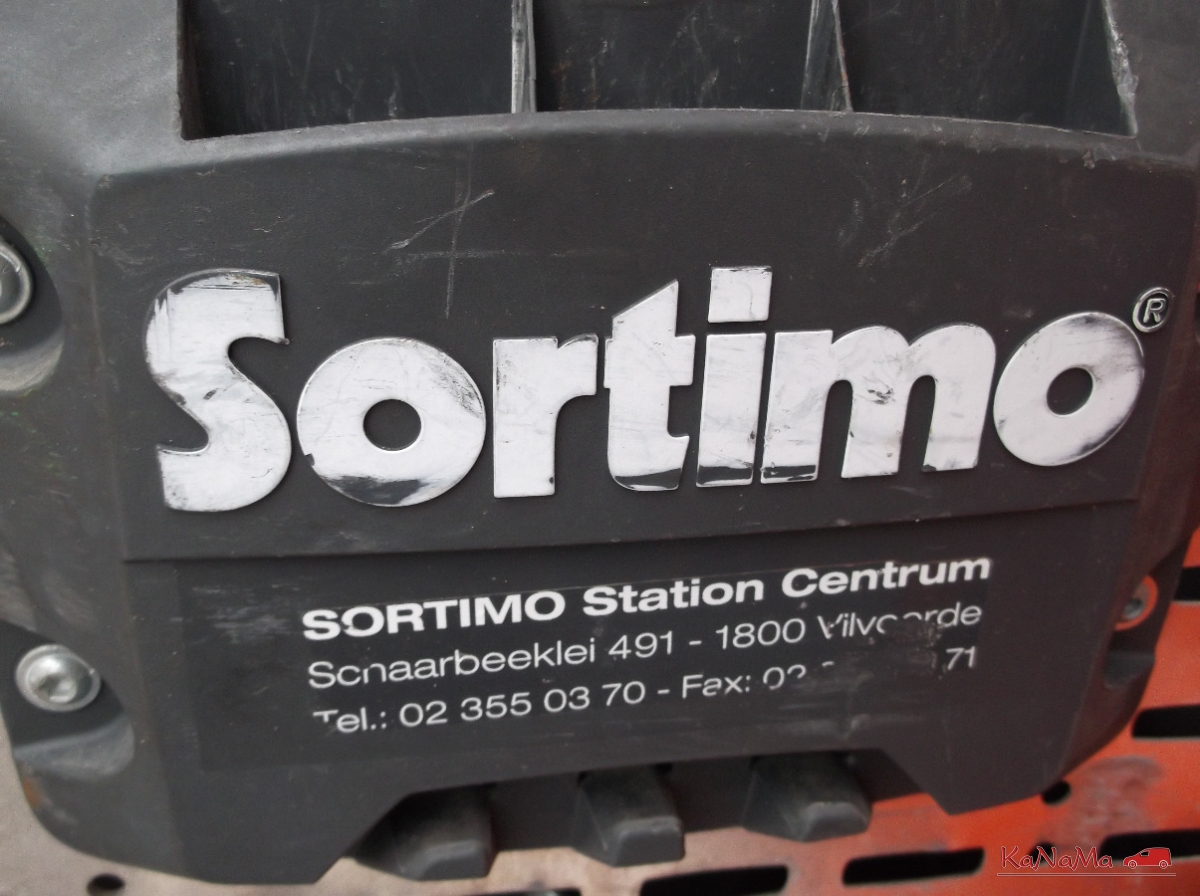 Sortimo®
SORTIMO Station Centrum
Schaarbeeklei 491 - 1800 Vilvoorde
Tel.: 02 355 03 70 - Fax: 02 71
KaNaMa